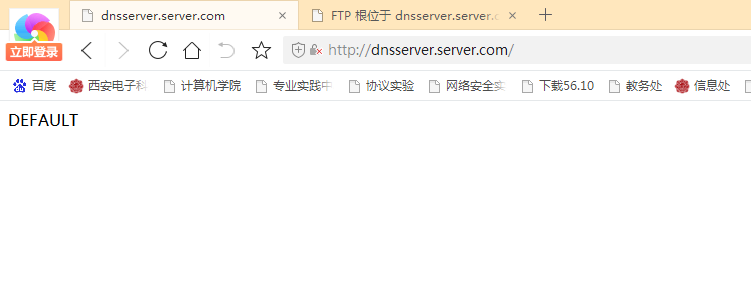 dnsserver.server.com
FTP 根位于 dnsserver.server.c
立即登录
http://dnsserver.server.com/
百度 西安电子科 计算机学院 专业实践中 协议实验 网络安全实 下载56.10 教务处 信息处
DEFAULT